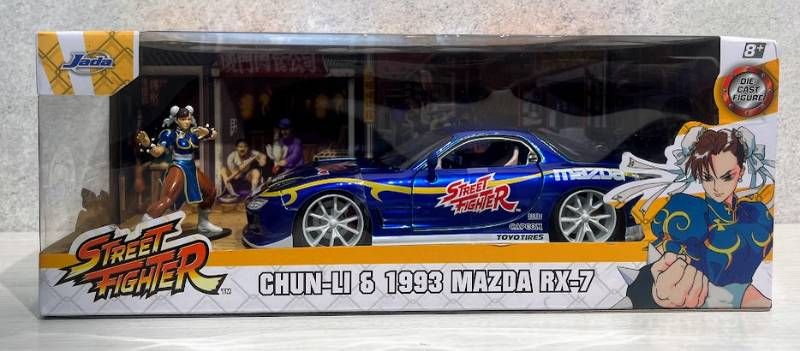 Jada
8+
DIE-
CAST
FIGURE
STREET
FIGHTER
mazda
CAPCOM
TOYO TIRES
STREET
FIGHTER
TM
CHUN-LI & 1993 MAZDA RX-7